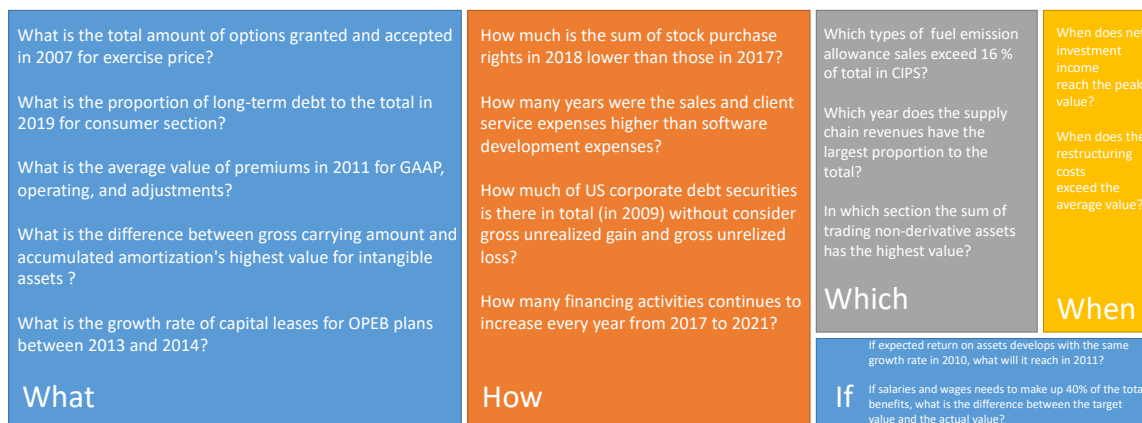 What is the total amount of options granted and accepted
in 2007 for exercise price?
What is the proportion of long-term debt to the total in
2019 for consumer section?
What is the average value of premiums in 2011 for GAAP,
operating, and adjustments?
What is the difference between gross carrying amount and
accumulated amortization's highest value for intangible
assets ?
What is the growth rate of capital leases for OPEB plans
between 2013 and 2014?
What
How much is the sum of stock purchase
rights in 2018 lower than those in 2017?
How many years were the sales and client
service expenses higher than software
development expenses?
How much of US corporate debt securities
is there in total (in 2009) without consider
gross unrealized gain and gross unrelized
loss?
How many financing activities continues to
increase every year from 2017 to 2021?
How
Which types of fuel emission
allowance sales exceed 16 %
of total in CIPS?
Which year does the supply
chain revenues have the
largest proportion to the
total?
In which section the sum of
trading non-derivative assets
has the highest value?
Which
When does net
investment
income
reach the peak
value?
When does the
restructuring
costs
exceed the
average value?
When
If expected return on assets develops with the same
growth rate in 2010, what will it reach in 2011?
If salaries and wages needs to make up 40% of the total
benefits, what is the difference between the target
value and the actual value?
If